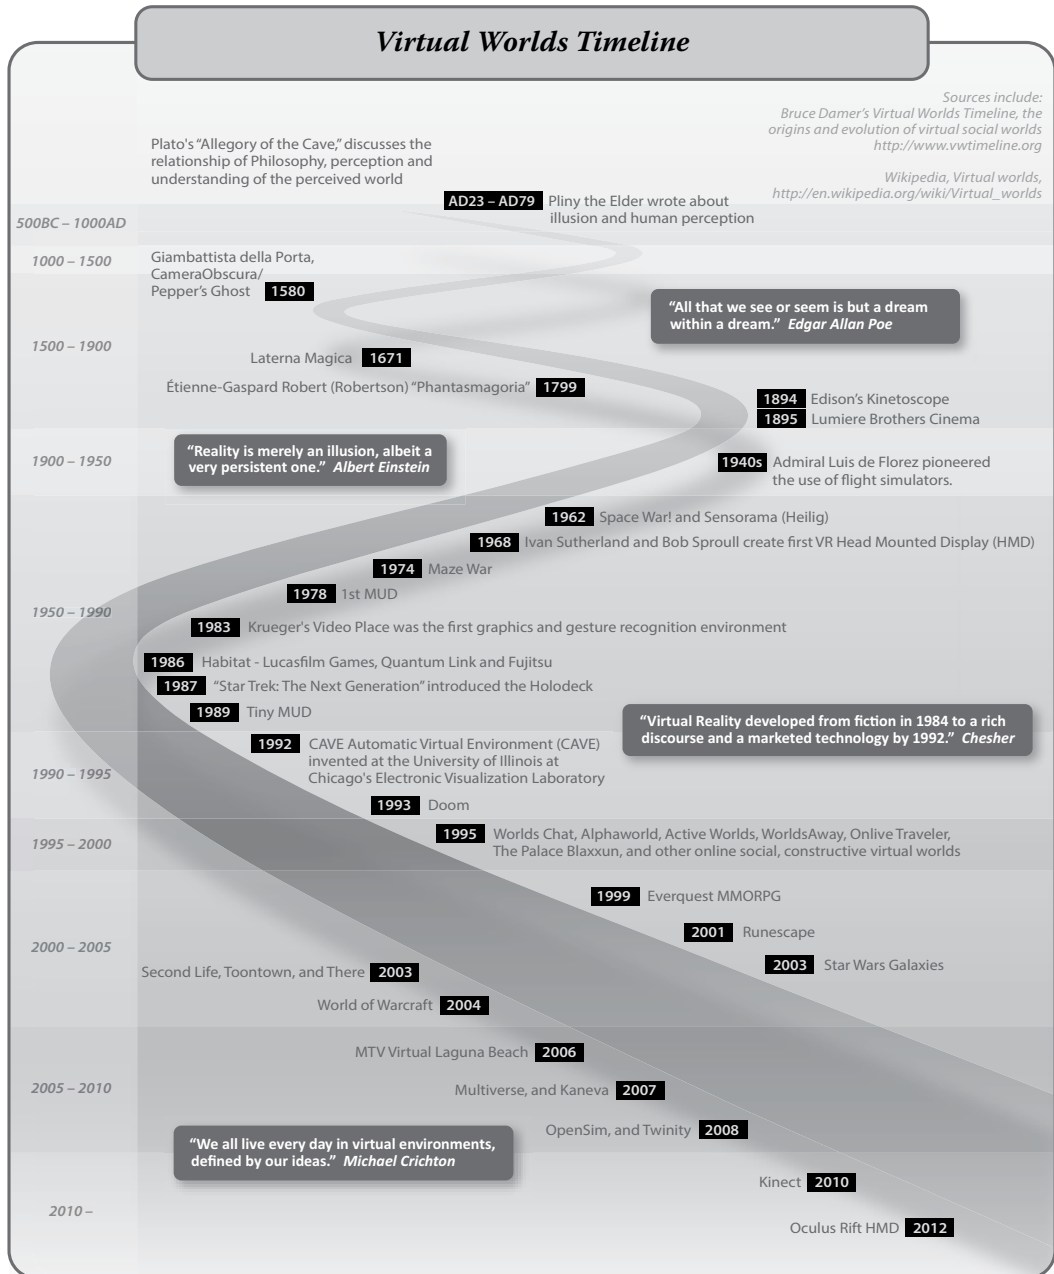 Virtual Worlds Timeline
Sources include:
Bruce Damer's Virtual Worlds Timeline, the
origins and evolution of virtual social worlds
http://www.vwtimeline.org
Wikipedia, Virtual worlds,
http://en.wikipedia.org/wiki/Virtual_worlds
Plato's "Allegory of the Cave," discusses the
relationship of Philosophy, perception and
understanding of the perceived world
AD23 – AD79 Pliny the Elder wrote about
illusion and human perception
500BC – 1000AD
1000 – 1500
Giambattista della Porta,
CameraObscura/
Pepper's Ghost 1580
"All that we see or seem is but a dream
within a dream." Edgar Allan Poe
1500 – 1900
Laterna Magica 1671
Étienne-Gaspard Robert (Robertson) "Phantasmagoria" 1799
1894 Edison's Kinetoscope
1895 Lumiere Brothers Cinema
"Reality is merely an illusion, albeit a
very persistent one." Albert Einstein
1900 – 1950
1940s Admiral Luis de Florez pioneered
the use of flight simulators.
1962 Space War! and Sensorama (Heilig)
1968 Ivan Sutherland and Bob Sproull create first VR Head Mounted Display (HMD)
1974 Maze War
1978 1st MUD
1950 – 1990
1983 Krueger's Video Place was the first graphics and gesture recognition environment
1986 Habitat - Lucasfilm Games, Quantum Link and Fujitsu
1987 "Star Trek: The Next Generation" introduced the Holodeck
1989 Tiny MUD
"Virtual Reality developed from fiction in 1984 to a rich
discourse and a marketed technology by 1992." Chesher
1992 CAVE Automatic Virtual Environment (CAVE)
invented at the University of Illinois at
Chicago's Electronic Visualization Laboratory
1990 – 1995
1993 Doom
1995 Worlds Chat, Alphaworld, Active Worlds, WorldsAway, Onlive Traveler,
The Palace Blaxxun, and other online social, constructive virtual worlds
1995 – 2000
1999 Everquest MMORPG
2001 Runescape
2000 – 2005
2003 Star Wars Galaxies
Second Life, Toontown, and There 2003
World of Warcraft 2004
MTV Virtual Laguna Beach 2006
2005 – 2010
Multiverse, and Kaneva 2007
OpenSim, and Twinity 2008
"We all live every day in virtual environments,
defined by our ideas." Michael Crichton
Kinect 2010
2010 –
Oculus Rift HMD 2012